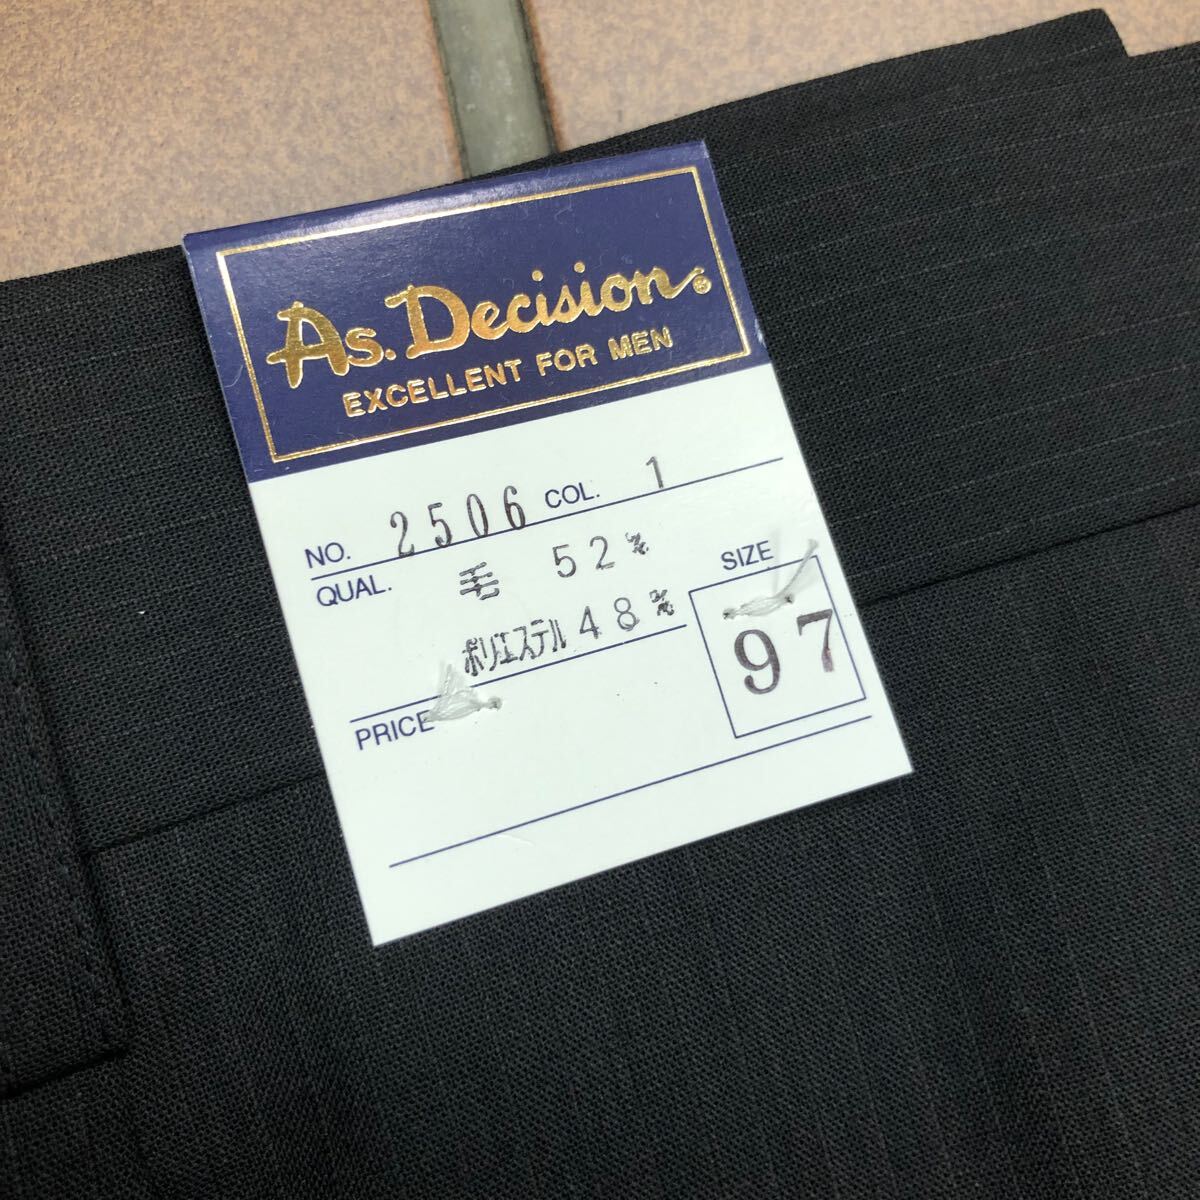 As. Decision®
EXCELLENT FOR MEN
NO. 2506 COL. 1
QUAL. 毛 52%
ポリエステル 48%
SIZE
97
PRICE